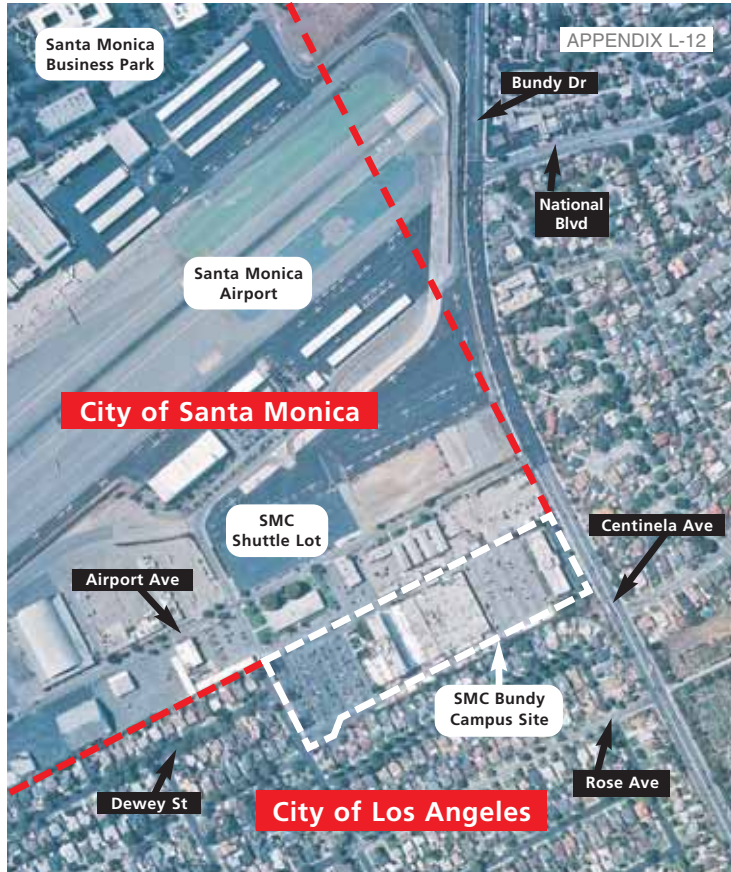 Santa Monica
Business Park
APPENDIX L-12
Bundy Dr
National
Blvd
Santa Monica
Airport
City of Santa Monica
SMC
Shuttle Lot
Centinela Ave
Airport Ave
SMC Bundy
Campus Site
Rose Ave
Dewey St
City of Los Angeles